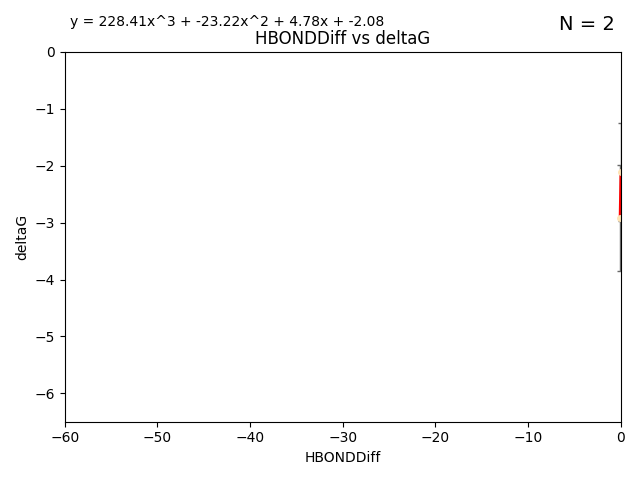 y = 228.41x^3 + -23.22x^2 + 4.78x + -2.08
N = 2
HBONDDiff vs deltaG
0
−1
−2
−3
−4
−5
−6
deltaG
−60 −50 −40 −30 −20 −10 0
HBONDDiff